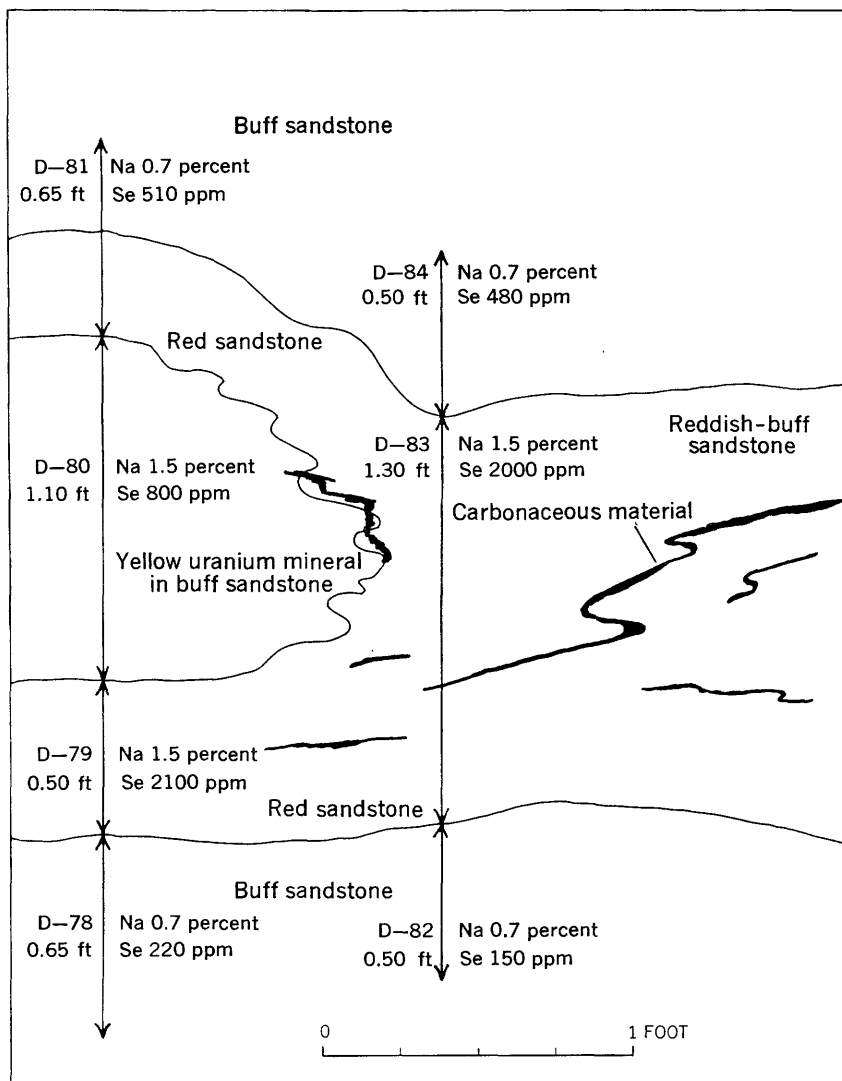 Buff sandstone
D—81 Na 0.7 percent
0.65 ft Se 510 ppm
D—84 Na 0.7 percent
0.50 ft Se 480 ppm
Red sandstone
Reddish-buff
sandstone
D—80 Na 1.5 percent
1.10 ft Se 800 ppm
D—83 Na 1.5 percent
1.30 ft Se 2000 ppm
Carbonaceous material
Yellow uranium mineral
in buff sandstone
D—79 Na 1.5 percent
0.50 ft Se 2100 ppm
Red sandstone
Buff sandstone
D—78 Na 0.7 percent
0.65 ft Se 220 ppm
D—82 Na 0.7 percent
0.50 ft Se 150 ppm
0 1 FOOT